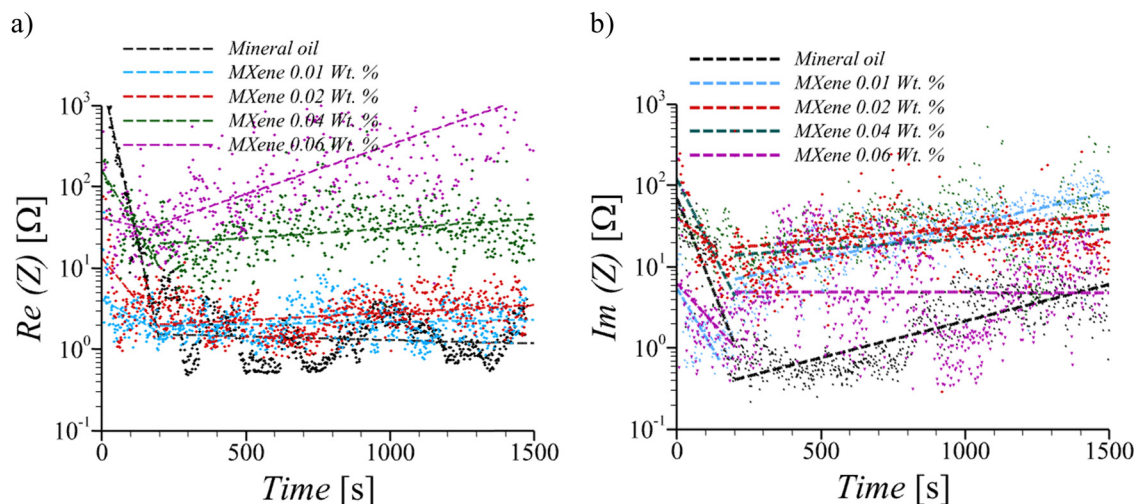 a)
Mineral oil
MXene 0.01 Wt. %
MXene 0.02 Wt. %
MXene 0.04 Wt. %
MXene 0.06 Wt. %
Re (Z) [Ω]
10³
10²
10¹
10⁰
10⁻¹
0
500
1000
1500
Time [s]
b)
Mineral oil
MXene 0.01 Wt. %
MXene 0.02 Wt. %
MXene 0.04 Wt. %
MXene 0.06 Wt. %
Im (Z) [Ω]
10³
10²
10¹
10⁰
10⁻¹
0
500
1000
1500
Time [s]